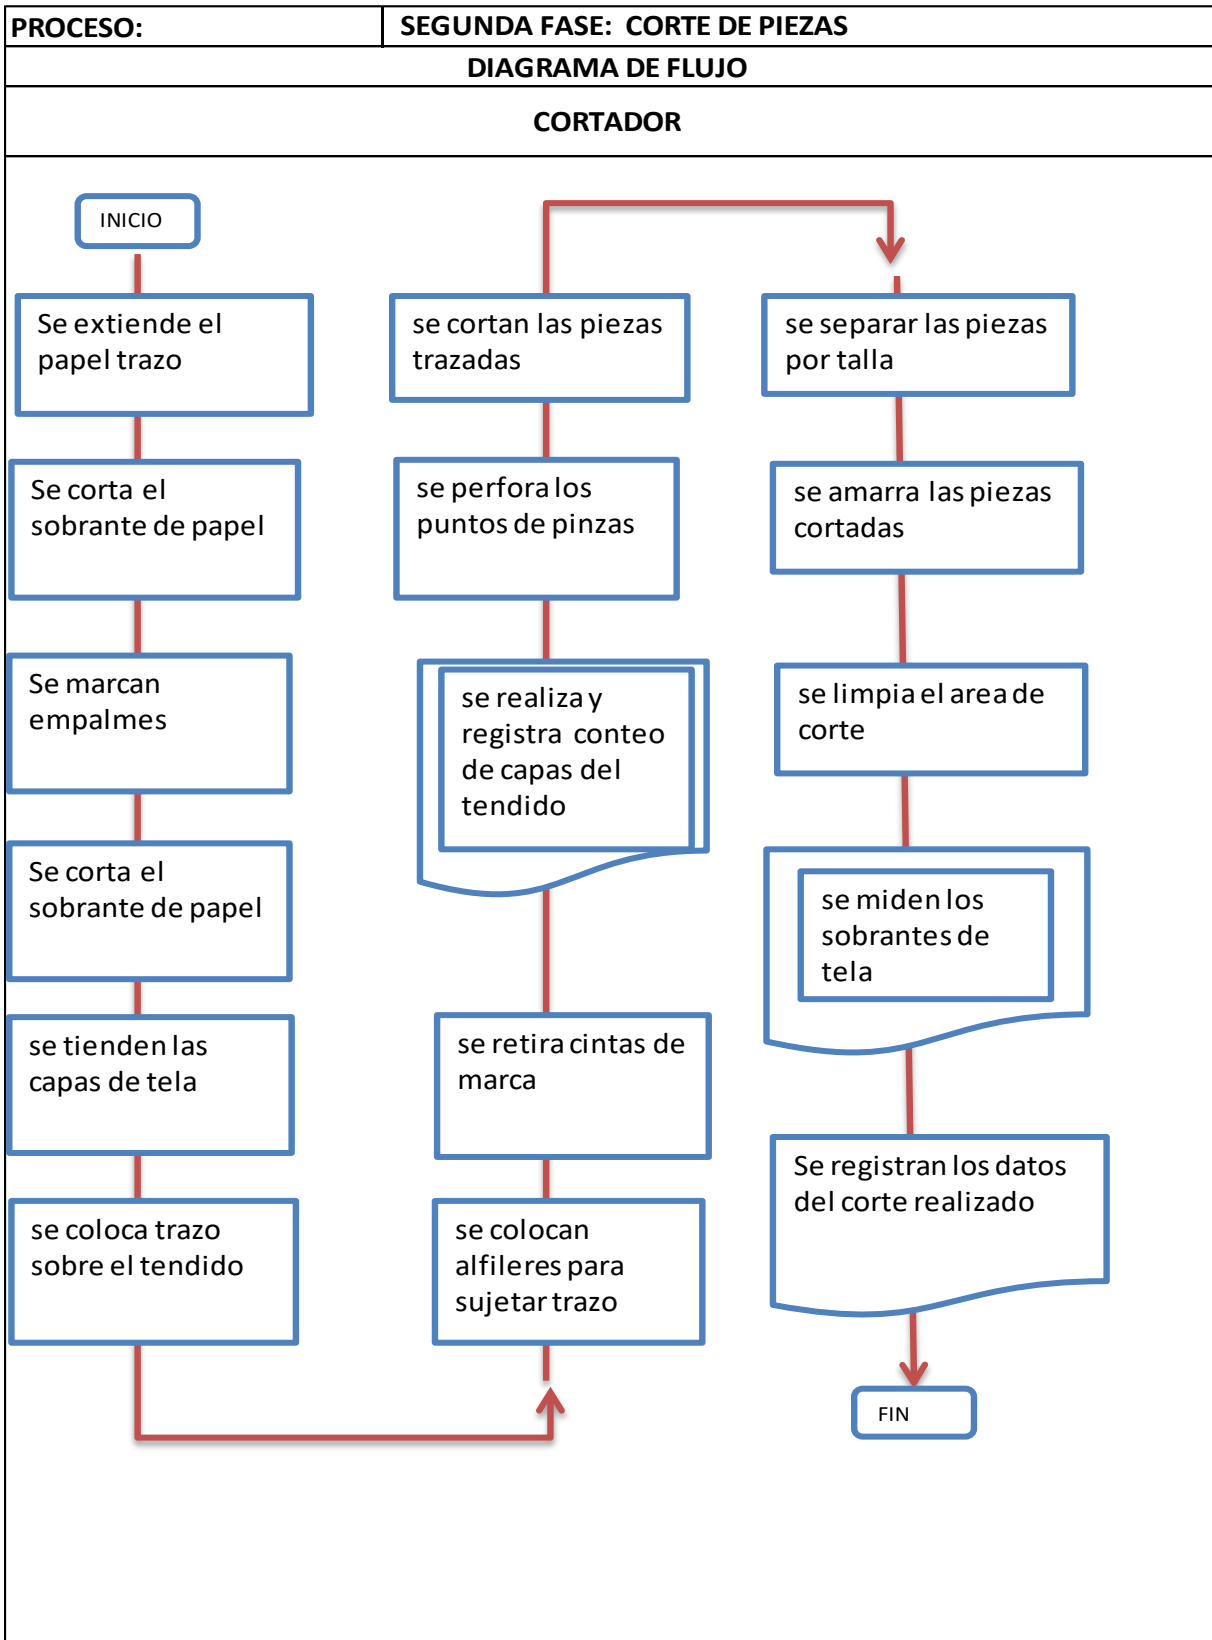 PROCESO:
SEGUNDA FASE: CORTE DE PIEZAS
DIAGRAMA DE FLUJO
CORTADOR
INICIO
Se extiende el
papel trazo
Se corta el
sobrante de papel
Se marcan
empalmes
Se corta el
sobrante de papel
se tienden las
capas de tela
se coloca trazo
sobre el tendido
se cortan las piezas
trazadas
se perfora los
puntos de pinzas
se realiza y
registra conteo
de capas del
tendido
se retira cintas de
marca
se colocan
alfileres para
sujetar trazo
se separar las piezas
por talla
se amarra las piezas
cortadas
se limpia el area de
corte
se miden los
sobrantes de
tela
Se registran los datos
del corte realizado
FIN